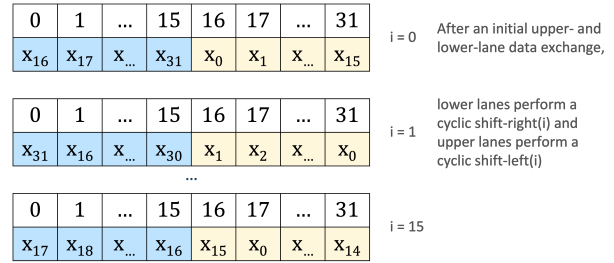 0 1 ... 15 16 17 ... 31
x16 x17 x... x31 x0 x1 x... x15
i = 0
After an initial upper- and
lower-lane data exchange,
0 1 ... 15 16 17 ... 31
x31 x16 x... x30 x1 x2 x... x0
i = 1
lower lanes perform a
cyclic shift-right(i) and
upper lanes perform a
cyclic shift-left(i)
...
0 1 ... 15 16 17 ... 31
x17 x18 x... x16 x15 x0 x... x14
i = 15